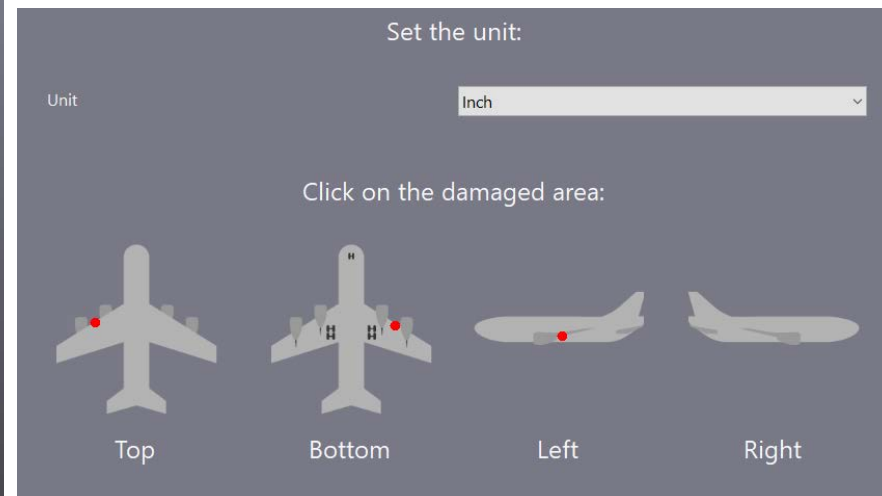 Set the unit:
Unit
Inch
Click on the damaged area:
Top
Bottom
Left
Right